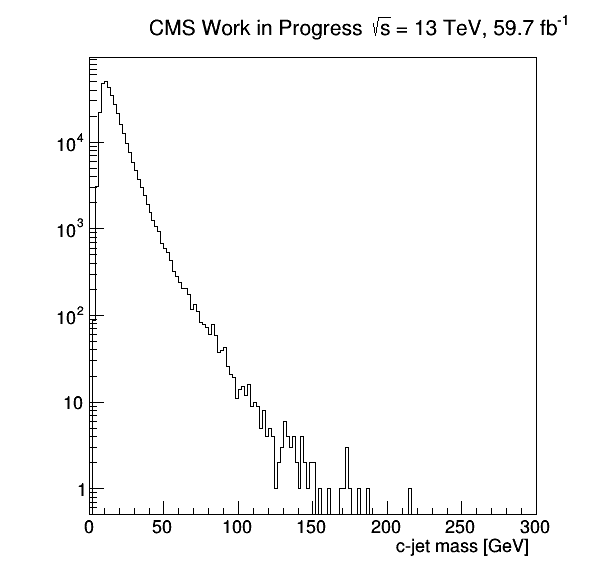 CMS Work in Progress √s = 13 TeV, 59.7 fb⁻¹
10⁴
10³
10²
10
1
0 50 100 150 200 250 300
c-jet mass [GeV]